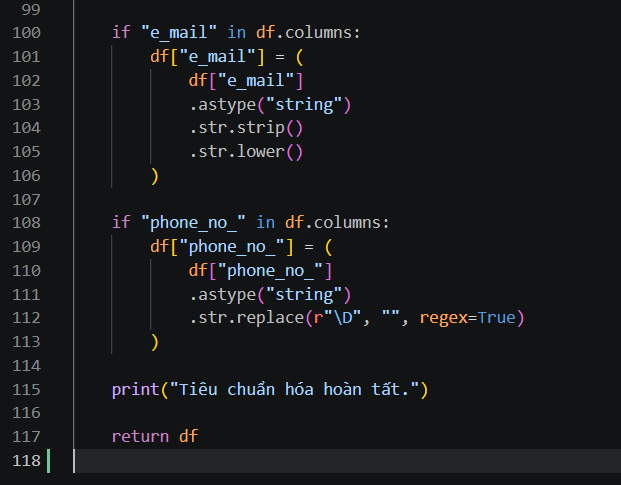 99
100 if "e_mail" in df.columns:
101 df["e_mail"] = (
102 df["e_mail"]
103 .astype("string")
104 .str.strip()
105 .str.lower()
106 )
107
108 if "phone_no_" in df.columns:
109 df["phone_no_"] = (
110 df["phone_no_"]
111 .astype("string")
112 .str.replace(r"\D", "", regex=True)
113 )
114
115 print("Tiêu chuẩn hóa hoàn tất.")
116
117 return df
118